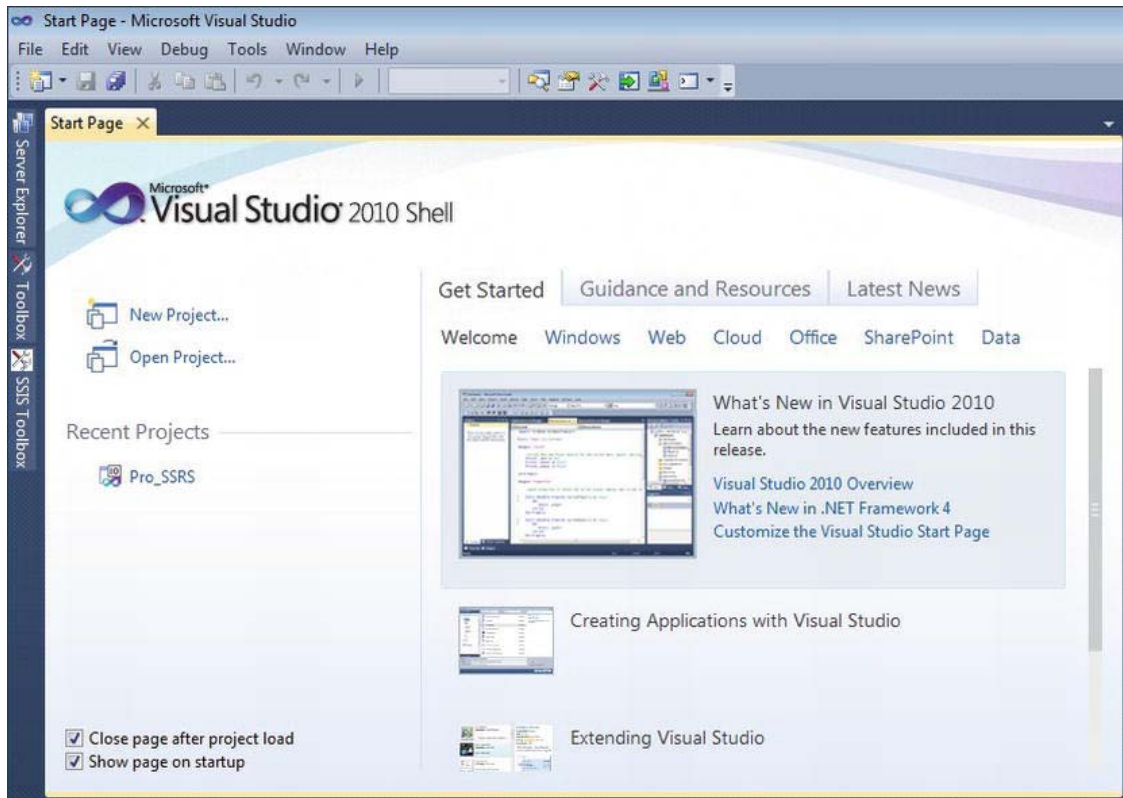 Start Page - Microsoft Visual Studio
File Edit View Debug Tools Window Help
Server Explorer
Toolbox
SSIS Toolbox
Start Page
Microsoft
Visual Studio 2010 Shell
New Project...
Open Project...
Recent Projects
Pro_SSRS
Close page after project load
Show page on startup
Get Started Guidance and Resources Latest News
Welcome Windows Web Cloud Office SharePoint Data
What's New in Visual Studio 2010
Learn about the new features included in this
release.
Visual Studio 2010 Overview
What's New in .NET Framework 4
Customize the Visual Studio Start Page
Creating Applications with Visual Studio
Extending Visual Studio